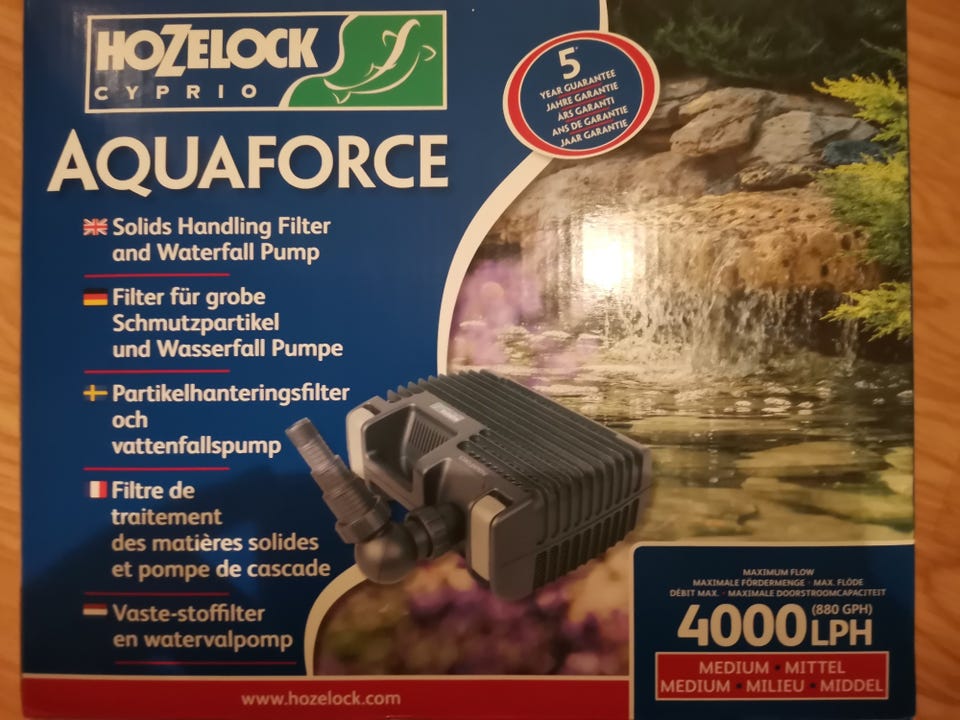 HOZELOCK
CYPRIO
AQUAFORCE
5*
YEAR GUARANTEE
JAHRE GARANTIE
ÅRS GARANTI
ANS DE GARANTIE
JAAR GARANTIE
Solids Handling Filter
and Waterfall Pump
Filter für grobe
Schmutzpartikel
und Wasserfall Pumpe
Partikelhanteringsfilter
och
vattenfallspump
Filtre de
traitement
des matières solides
et pompe de cascade
Vaste-stoffilter
en watervalpomp
MAXIMUM FLOW
MAXIMALE FÖRDERMENGE · MAX. FLÖDE
DÉBIT MAX. · MAXIMALE DOORSTROOMCAPACITEIT
4000 LPH (880 GPH)
MEDIUM • MITTEL
MEDIUM • MILIEU • MIDDEL
www.hozelock.com